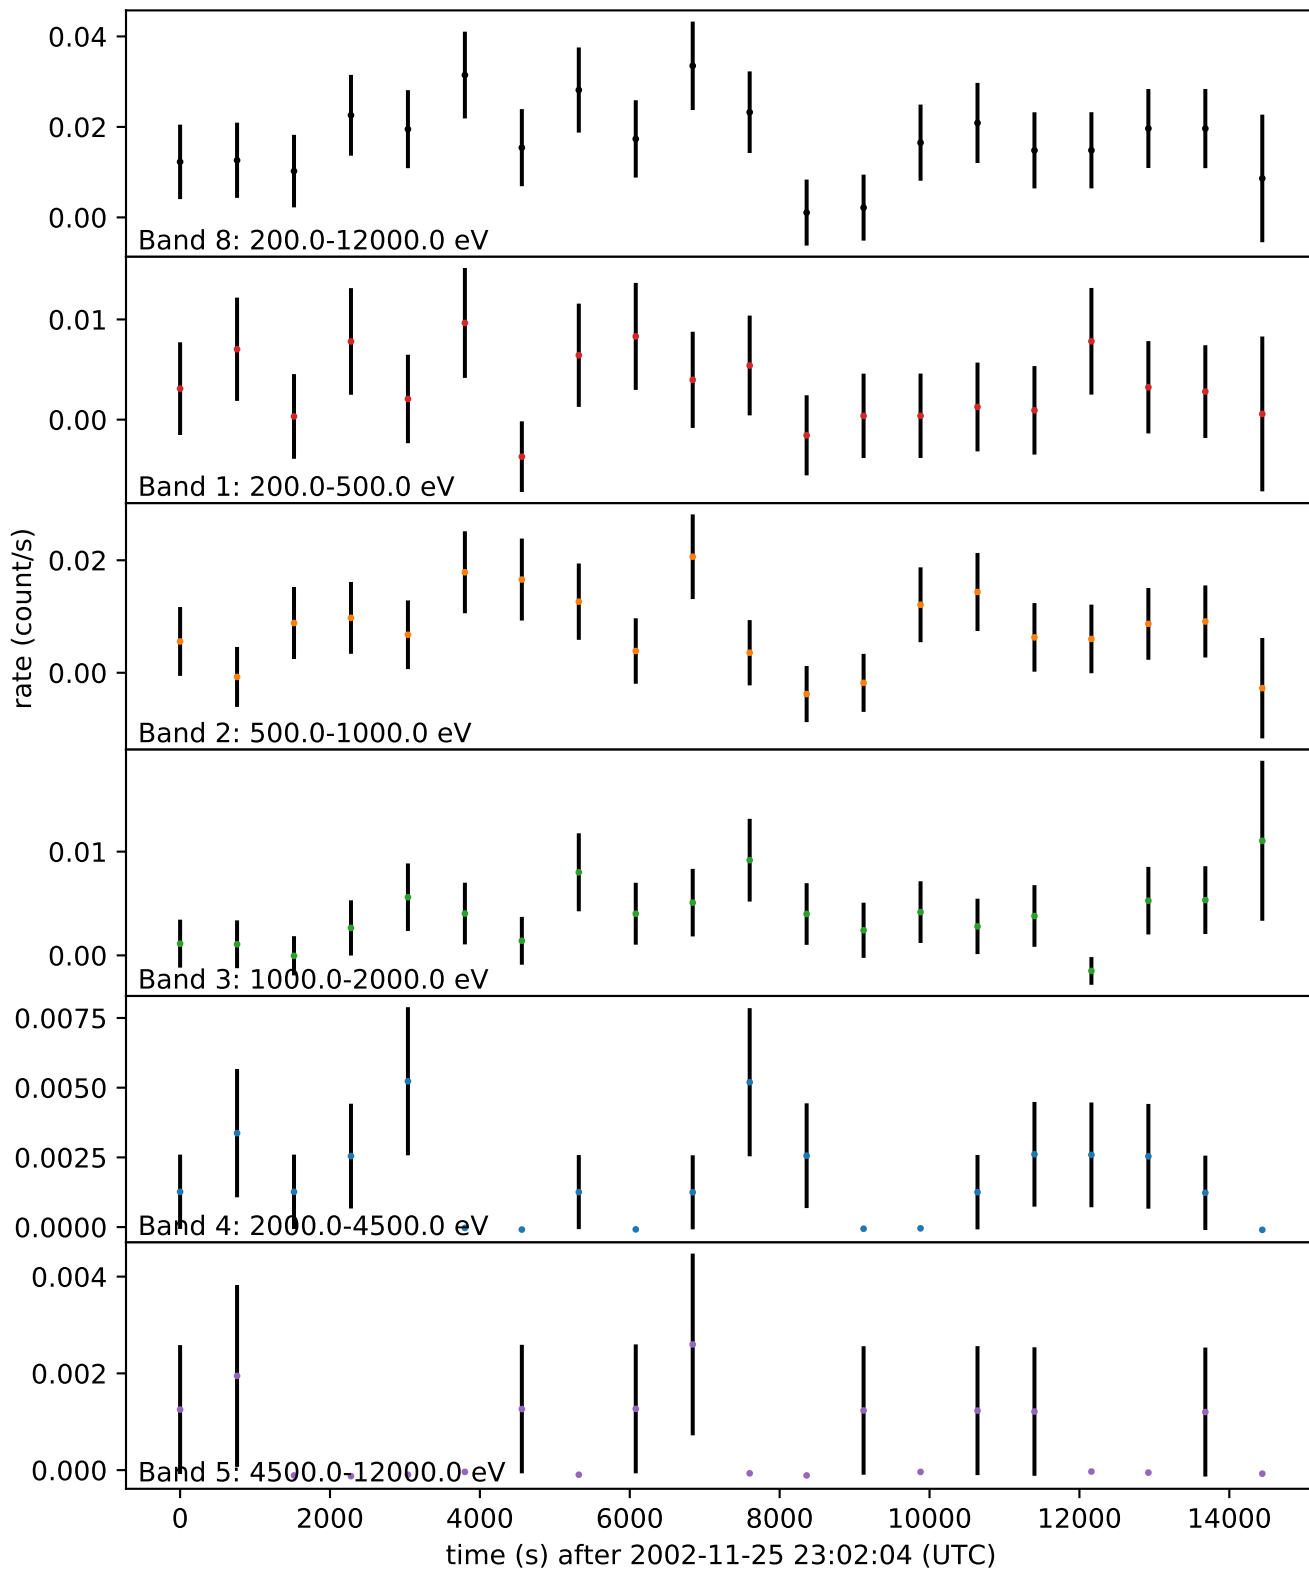 0.04
0.02
0.00
Band 8: 200.0-12000.0 eV
0.01
0.00
Band 1: 200.0-500.0 eV
rate (count/s)
0.02
0.00
Band 2: 500.0-1000.0 eV
0.01
0.00
Band 3: 1000.0-2000.0 eV
0.0075
0.0050
0.0025
0.0000
Band 4: 2000.0-4500.0 eV
0.004
0.002
0.000
Band 5: 4500.0-12000.0 eV
0 2000 4000 6000 8000 10000 12000 14000
time (s) after 2002-11-25 23:02:04 (UTC)